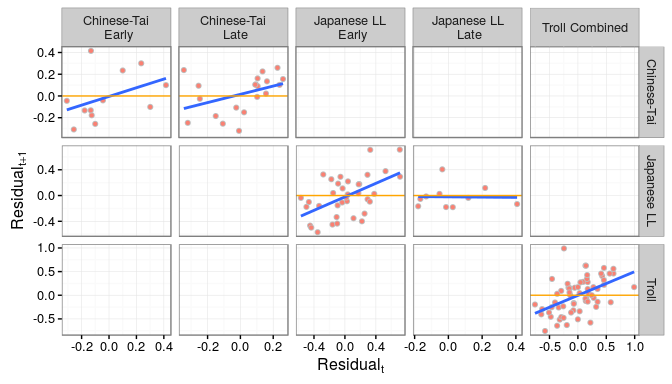 Chinese-Tai Chinese-Tai Japanese LL Japanese LL Troll Combined
Early Late Early Late
0.4
0.2
0.0
-0.2
Chinese-Tai
0.4
0.0
-0.4
Japanese LL
1.0
0.5
0.0
-0.5
Troll
Residual_t+1
-0.2 0.0 0.2 0.4 -0.2 0.0 0.2 -0.4 0.0 0.4 -0.2 0.0 0.2 0.4 -0.5 0.0 0.5 1.0
Residual_t